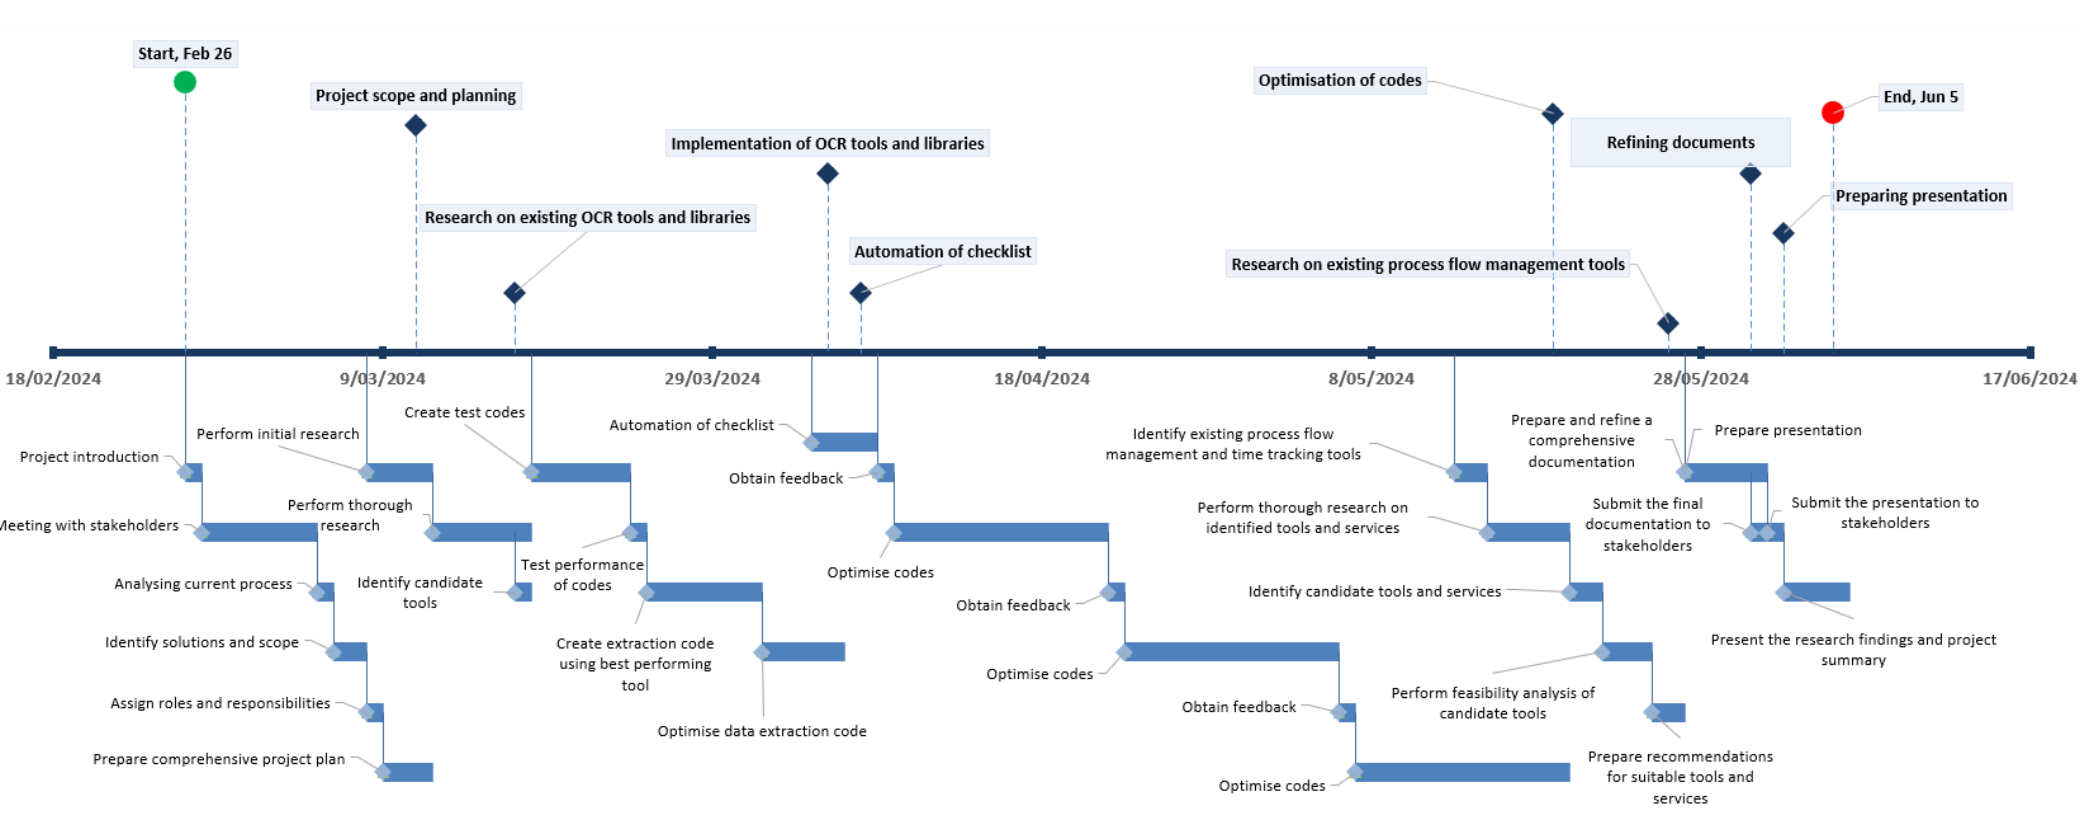 Start, Feb 26
Project scope and planning
Research on existing OCR tools and libraries
Implementation of OCR tools and libraries
Automation of checklist
Optimisation of codes
Refining documents
End, Jun 5
Preparing presentation
Research on existing process flow management tools
18/02/2024
9/03/2024
29/03/2024
18/04/2024
8/05/2024
28/05/2024
17/06/2024
Project introduction
Meeting with stakeholders
Analysing current process
Identify solutions and scope
Assign roles and responsibilities
Prepare comprehensive project plan
Perform initial research
Perform thorough
research
Identify candidate
tools
Create test codes
Test performance
of codes
Create extraction code
using best performing
tool
Optimise data extraction code
Automation of checklist
Obtain feedback
Optimise codes
Obtain feedback
Optimise codes
Obtain feedback
Optimise codes
Identify existing process flow
management and time tracking tools
Perform thorough research on
identified tools and services
Identify candidate tools and services
Perform feasibility analysis of
candidate tools
Prepare recommendations
for suitable tools and
services
Prepare and refine a
comprehensive
documentation
Prepare presentation
Submit the final
documentation to
stakeholders
Submit the presentation to
stakeholders
Present the research findings and project
summary